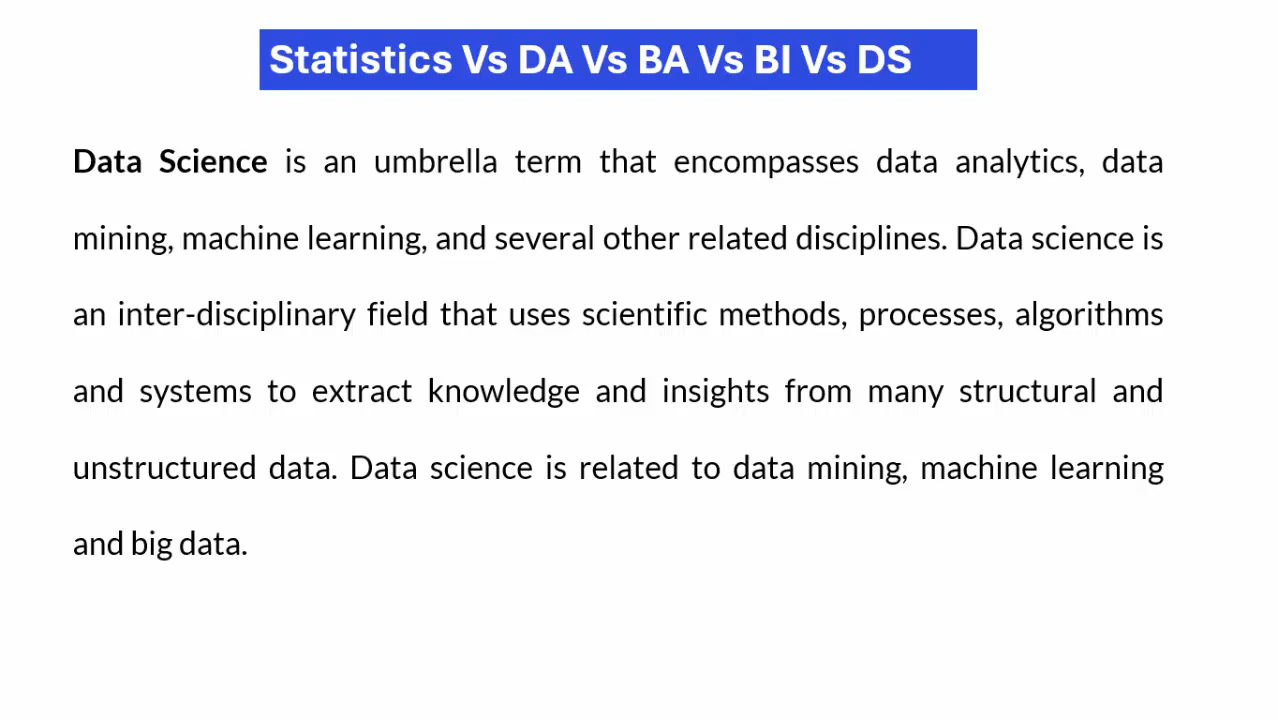 Statistics Vs DA Vs BA Vs BI Vs DS
Data Science is an umbrella term that encompasses data analytics, data
mining, machine learning, and several other related disciplines. Data science is
an inter-disciplinary field that uses scientific methods, processes, algorithms
and systems to extract knowledge and insights from many structural and
unstructured data. Data science is related to data mining, machine learning
and big data.